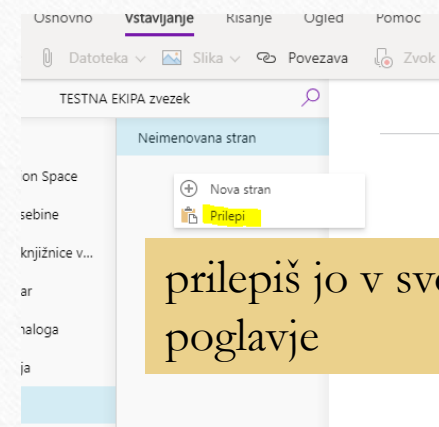 Osnovno Vstavljanje Risanje Ogled Pomoč
Datoteka Slika Povezava Zvok
TESTNA EKIPA zvezek
Neimenovana stran
on Space
Nova stran
sebine
Prilepi
knjižnice v...
ar
naloga
ja
prilepiš jo v svo
poglavje